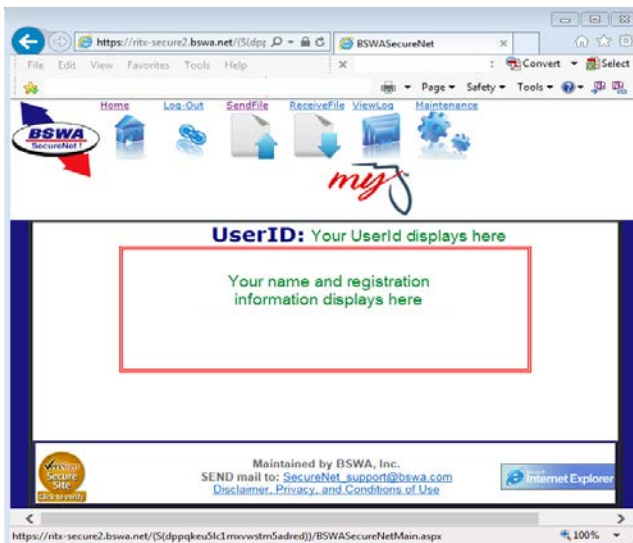 https://ritx-secure2.bswa.net/(S(dpp
BSWASecureNet
File Edit View Favorites Tools Help
Convert
Select
Page
Safety
Tools
Home Log-Out SendFile ReceiveFile ViewLog Maintenance
BSWA
SecureNet !
my
UserID: Your UserId displays here
Your name and registration
information displays here
VeriSign
Secure
Site
Click to verify
Maintained by BSWA, Inc.
SEND mail to: SecureNet_support@bswa.com
Disclaimer, Privacy, and Conditions of Use
Internet Explorer
https://ritx-secure2.bswa.net/(S(dppqkeu5lc1mxvwstm5adred))/BSWASecureNetMain.aspx
100%